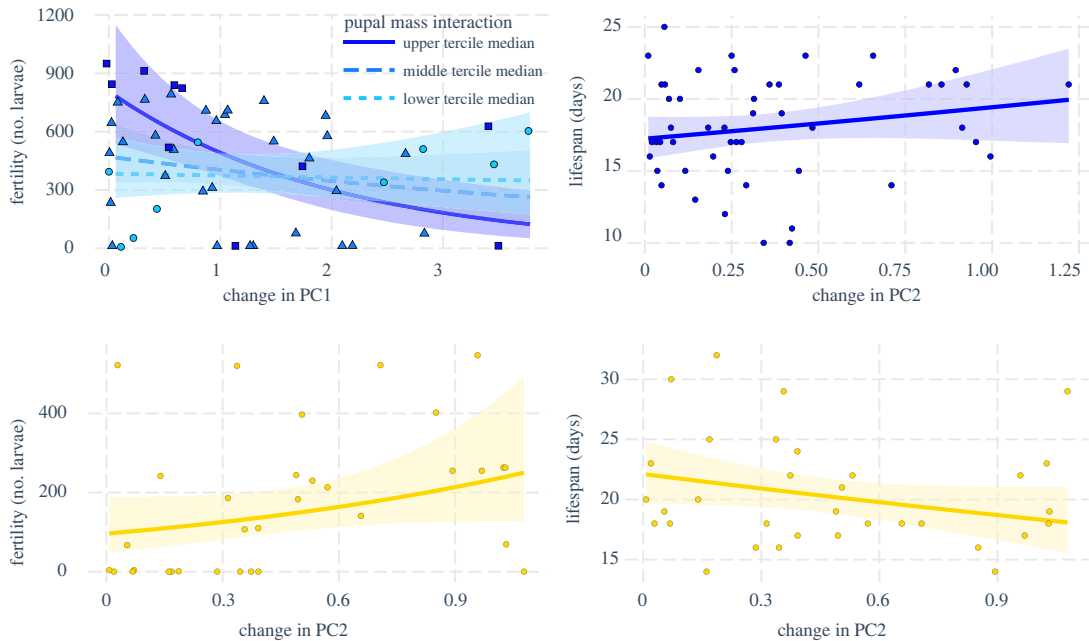 pupal mass interaction
upper tercile median
middle tercile median
lower tercile median
1200
900
600
300
0
fertility (no. larvae)
0 1 2 3
change in PC1
25
20
15
10
lifespan (days)
0 0.25 0.50 0.75 1.00 1.25
change in PC2
400
200
0
fertility (no. larvae)
0 0.3 0.6 0.9
change in PC2
30
25
20
15
lifespan (days)
0 0.3 0.6 0.9
change in PC2